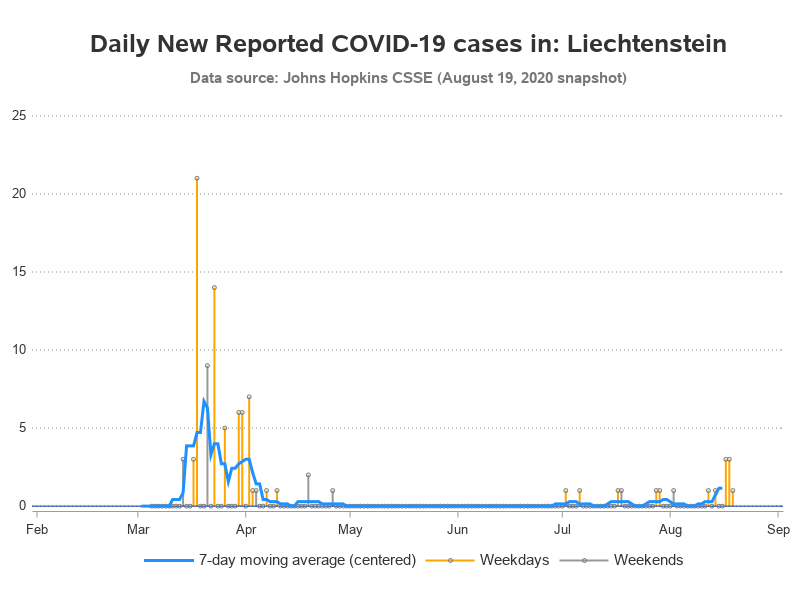 Daily New Reported COVID-19 cases in: Liechtenstein
Data source: Johns Hopkins CSSE (August 19, 2020 snapshot)
25
20
15
10
5
0
Feb Mar Apr May Jun Jul Aug Sep
7-day moving average (centered) Weekdays Weekends